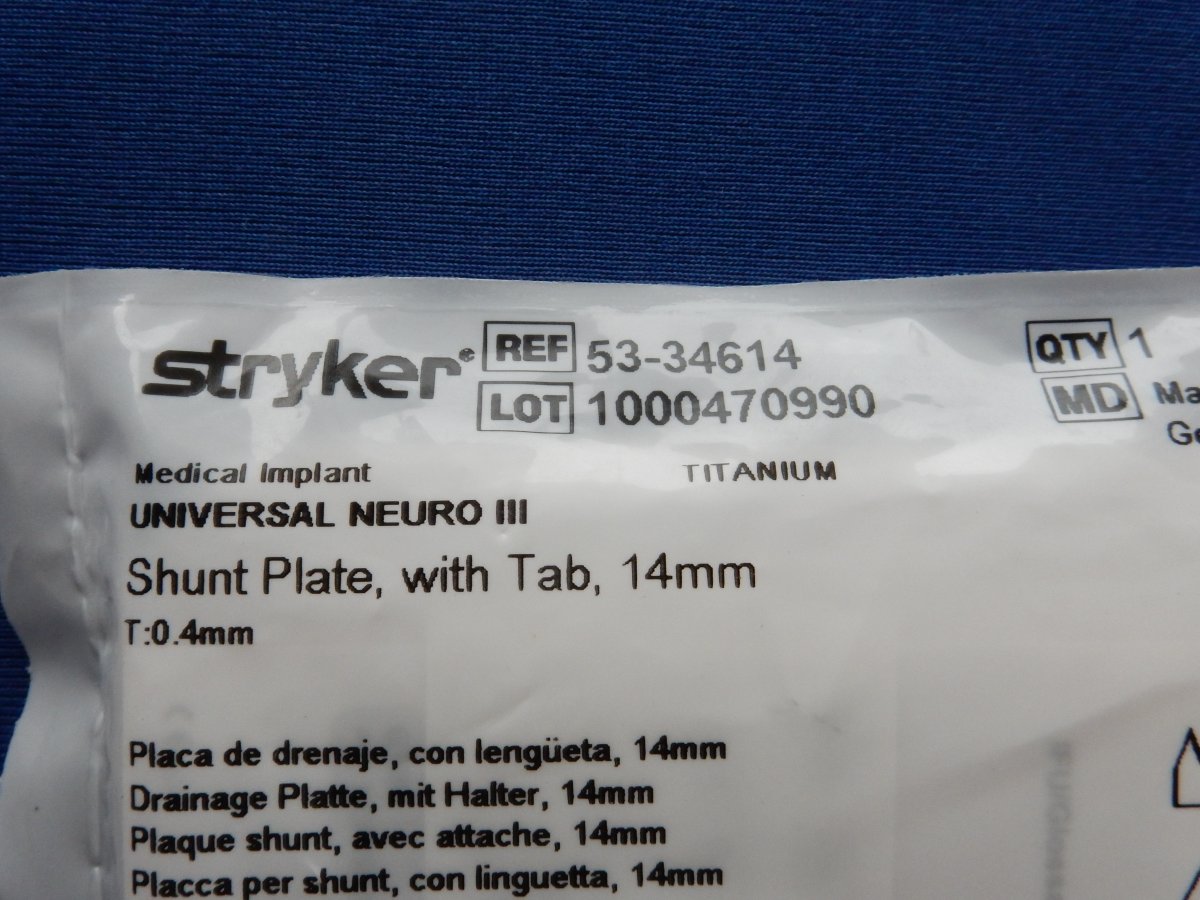 stryker® REF 53-34614 QTY 1
LOT 1000470990 MD
Medical Implant TITANIUM
UNIVERSAL NEURO III
Shunt Plate, with Tab, 14mm
T:0.4mm
Placa de drenaje, con lengüeta, 14mm
Drainage Platte, mit Halter, 14mm
Plaque shunt, avec attache, 14mm
Placca per shunt, con linguetta, 14mm